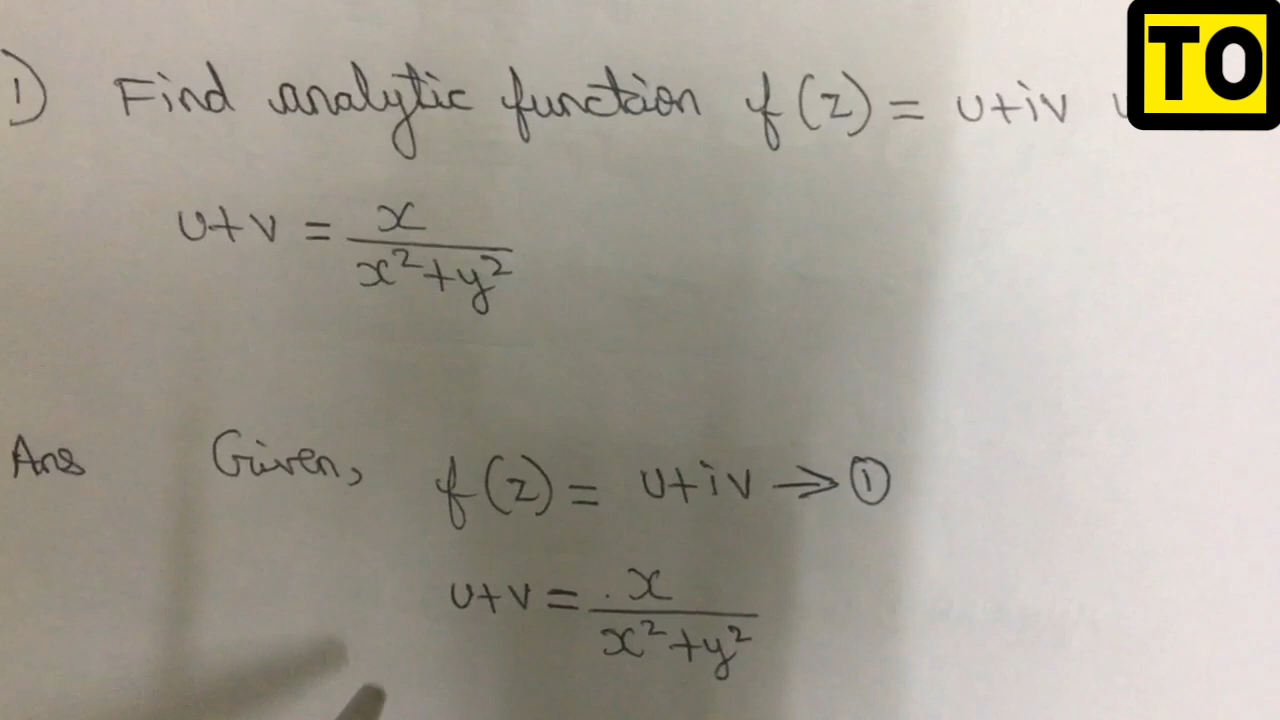 1) Find analytic function f(z) = u+iv
TO
u+v = x / x²+y²
Ans Given, f(z) = u+iv → ①
u+v = x / x²+y²